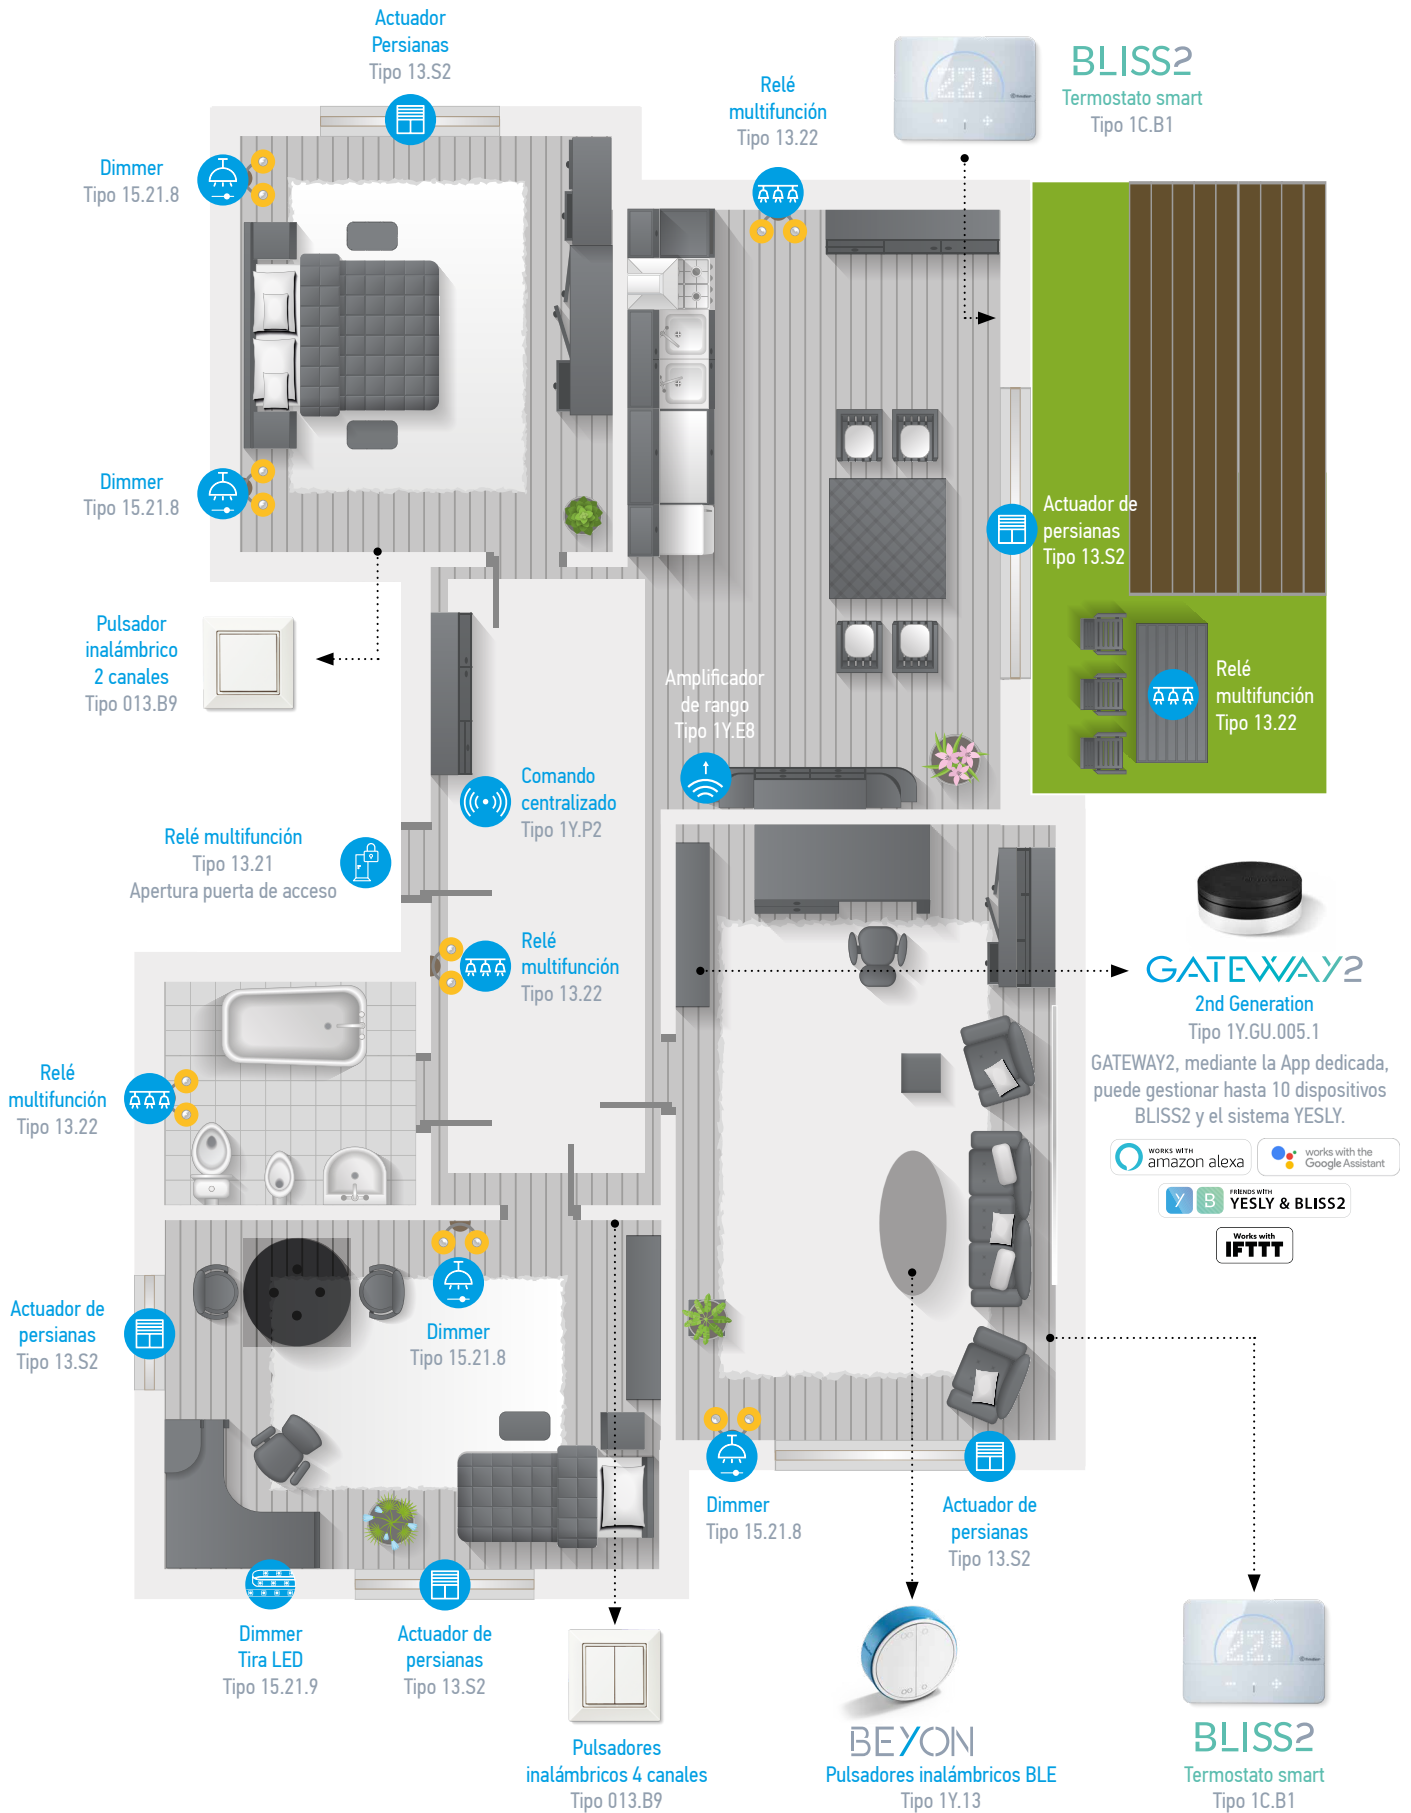 Actuador
Persianas
Tipo 13.S2
BLISS2
Termostato smart
Tipo 1C.B1
Relé
multifunción
Tipo 13.22
Dimmer
Tipo 15.21.8
Dimmer
Tipo 15.21.8
Actuador de
persianas
Tipo 13.S2
Pulsador
inalámbrico
2 canales
Tipo 013.B9
Relé
multifunción
Tipo 13.22
Amplificador
de rango
Tipo 1Y.E8
Comando
centralizado
Tipo 1Y.P2
Relé multifunción
Tipo 13.21
Apertura puerta de acceso
Relé
multifunción
Tipo 13.22
GATEWAY2
2nd Generation
Tipo 1Y.GU.005.1
GATEWAY2, mediante la App dedicada,
puede gestionar hasta 10 dispositivos
BLISS2 y el sistema YESLY.
WORKS WITH
amazon alexa
works with the
Google Assistant
Y B
FRIENDS WITH
YESLY & BLISS2
Works with
IFTTT
Relé
multifunción
Tipo 13.22
Actuador de
persianas
Tipo 13.S2
Dimmer
Tipo 15.21.8
Dimmer
Tipo 15.21.8
Actuador de
persianas
Tipo 13.S2
Dimmer
Tira LED
Tipo 15.21.9
Actuador de
persianas
Tipo 13.S2
Pulsadores
inalámbricos 4 canales
Tipo 013.B9
BEYON
Pulsadores inalámbricos BLE
Tipo 1Y.13
BLISS2
Termostato smart
Tipo 1C.B1